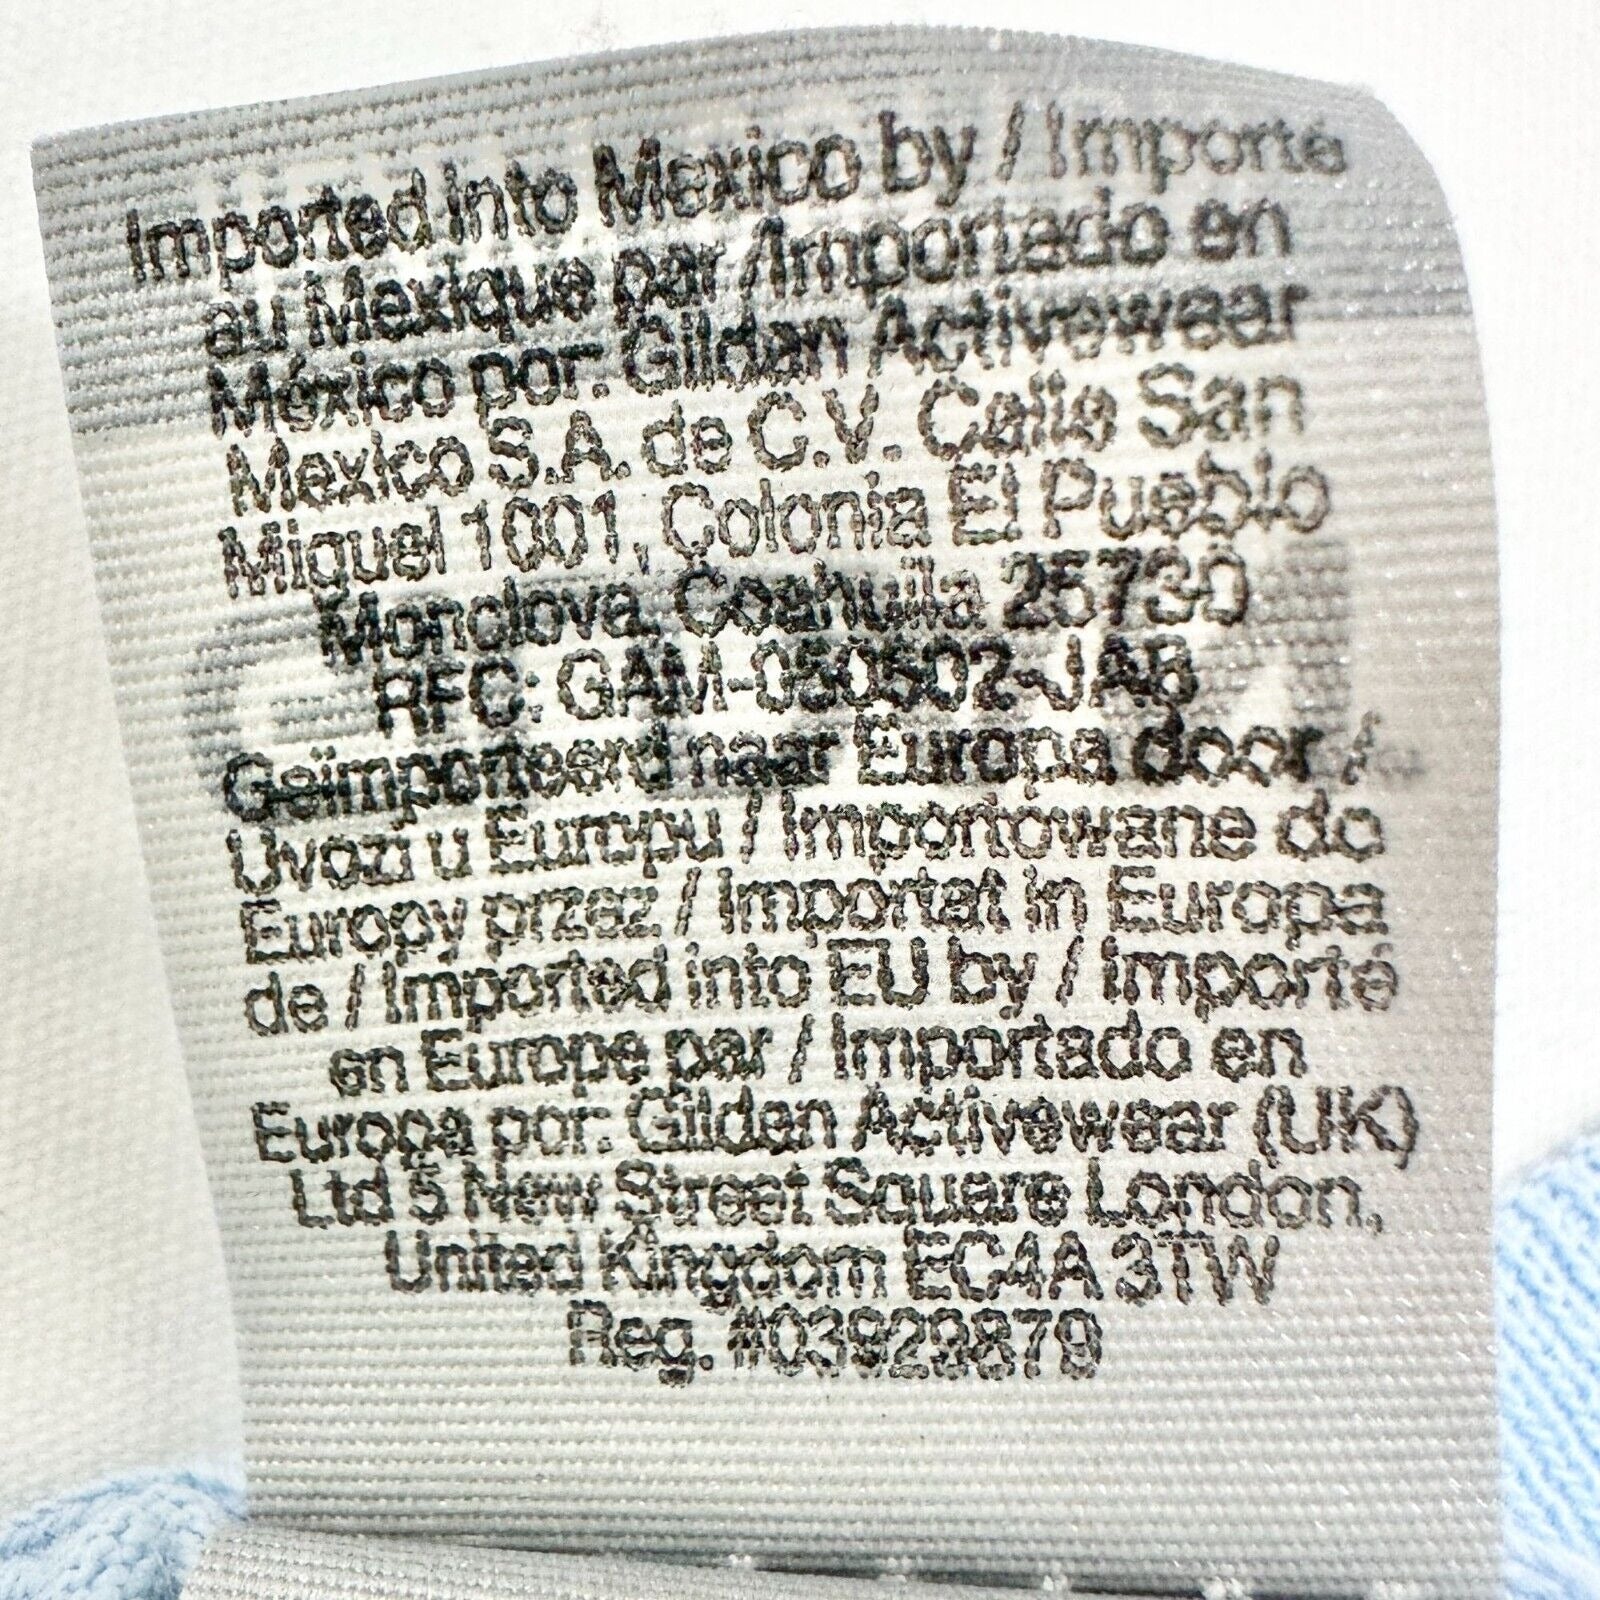 Imported into Mexico by / Importé
au Mexique par /Importado en
México por: Gildan Activewear
Mexico S.A. de C.V. Calle San
Miguel 1001, Colonia El Pueblo
Monclova, Coahuila 25730
RFC: GAM-050502-JAB
Geïmporteerd naar Europa door /
Uvozi u Europu / Importowane do
Europy przez / Importat in Europa
de / Imported into EU by / Importé
en Europe par / Importado en
Europa por: Gildan Activewear (UK)
Ltd 5 New Street Square London,
United Kingdom EC4A 3TW
Reg. #03929879